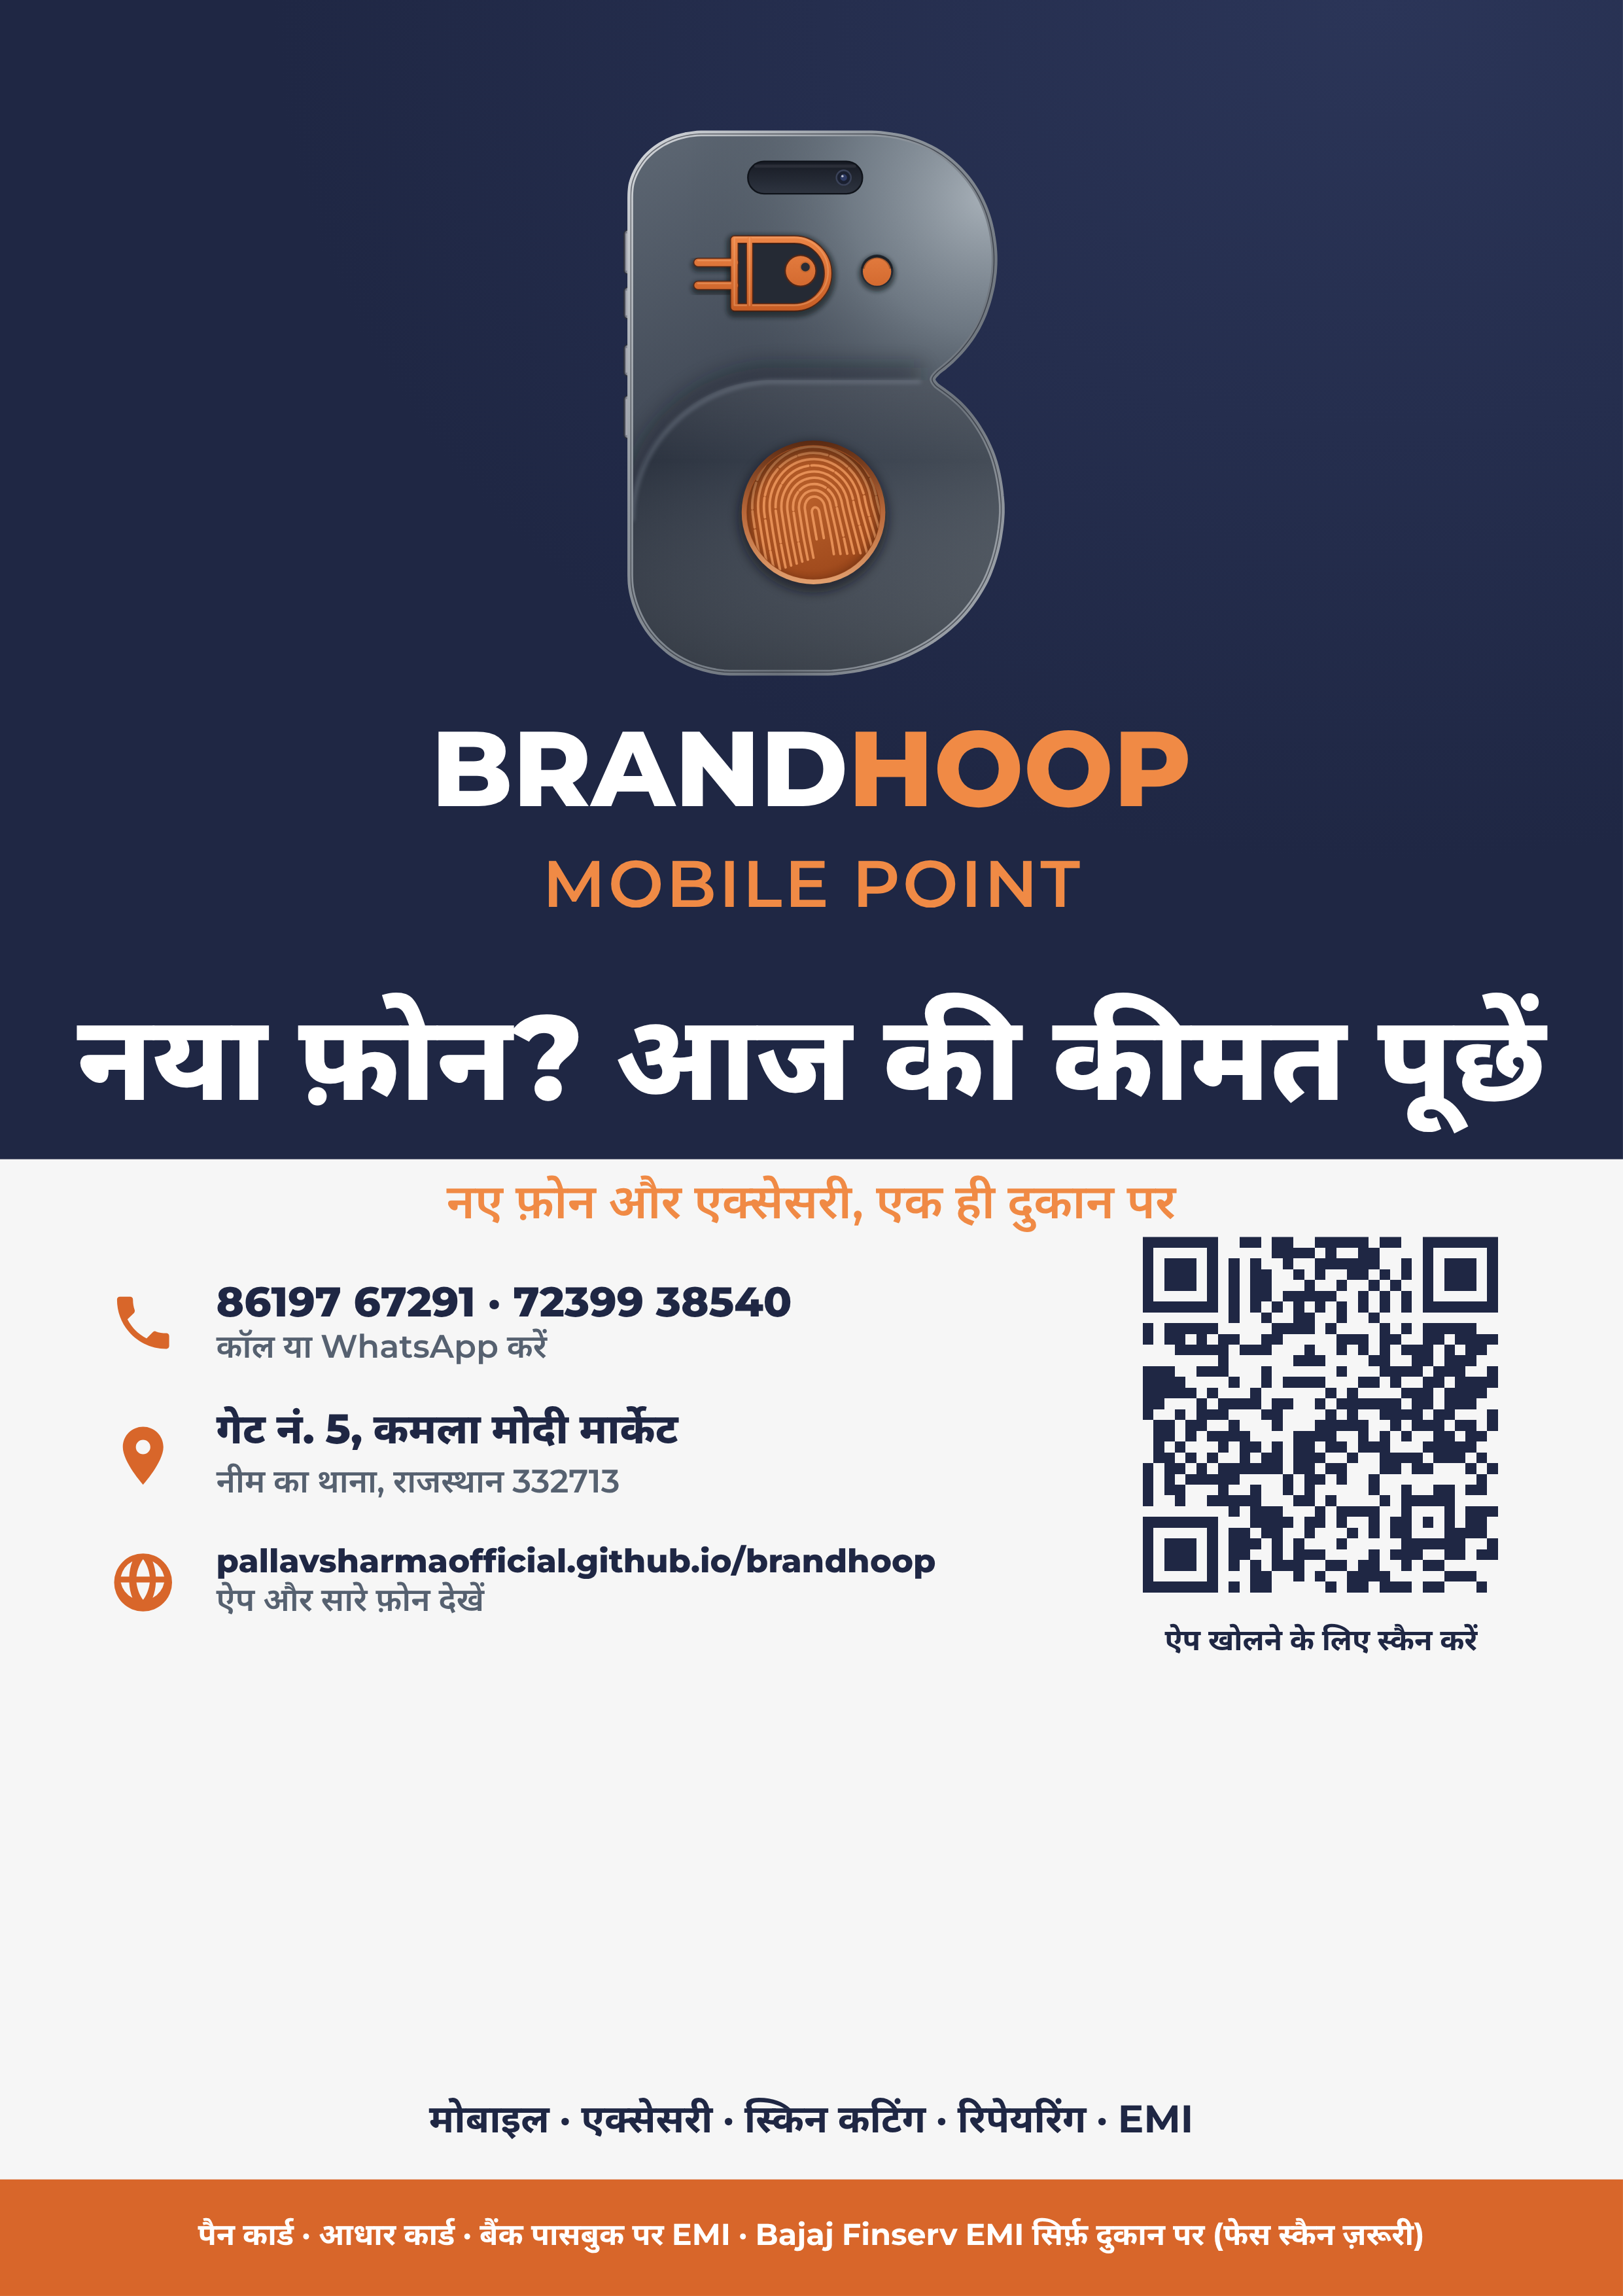 BRANDHOOP
MOBILE POINT
नया फ़ोन? आज की कीमत पूछें
नए फ़ोन और एक्सेसरी, एक ही दुकान पर
86197 67291 · 72399 38540
कॉल या WhatsApp करें
गेट नं. 5, कमला मोदी मार्केट
नीम का थाना, राजस्थान 332713
pallavsharmaofficial.github.io/brandhoop
ऐप और सारे फ़ोन देखें
ऐप खोलने के लिए स्कैन करें
मोबाइल · एक्सेसरी · स्किन कटिंग · रिपेयरिंग · EMI
पैन कार्ड · आधार कार्ड · बैंक पासबुक पर EMI · Bajaj Finserv EMI सिर्फ़ दुकान पर (फेस स्कैन ज़रूरी)